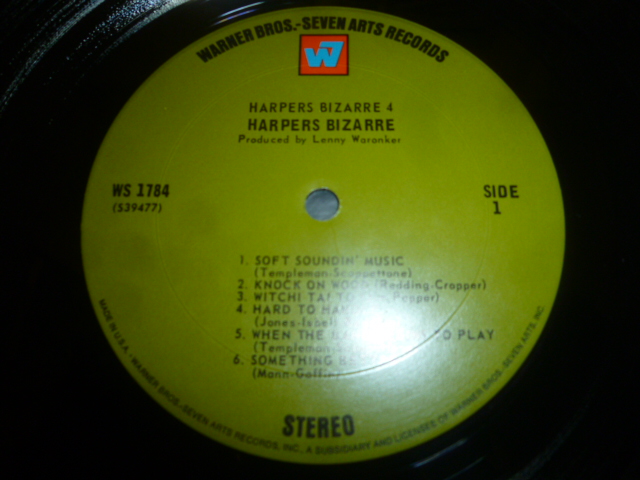 WARNER BROS.-SEVEN ARTS RECORDS
W7
HARPERS BIZARRE 4
HARPERS BIZARRE
Produced by Lenny Waronker
WS 1784
(S39477)
SIDE
1
1. SOFT SOUNDIN' MUSIC
(Templeman-Scoppettone)
2. KNOCK ON WOOD (Redding-Cropper)
3. WITCHI TAI TO Pepper)
4. HARD TO
(Jones-Isbell
5. WHEN THE TO PLAY
(Templeman
6. SOMETHING
(Mann-Goffin
STEREO
MADE IN U.S.A. - WARNER BROS.-SEVEN ARTS RECORDS, INC., A SUBSIDIARY AND LICENSEE OF WARNER BROS.-SEVEN ARTS, INC.